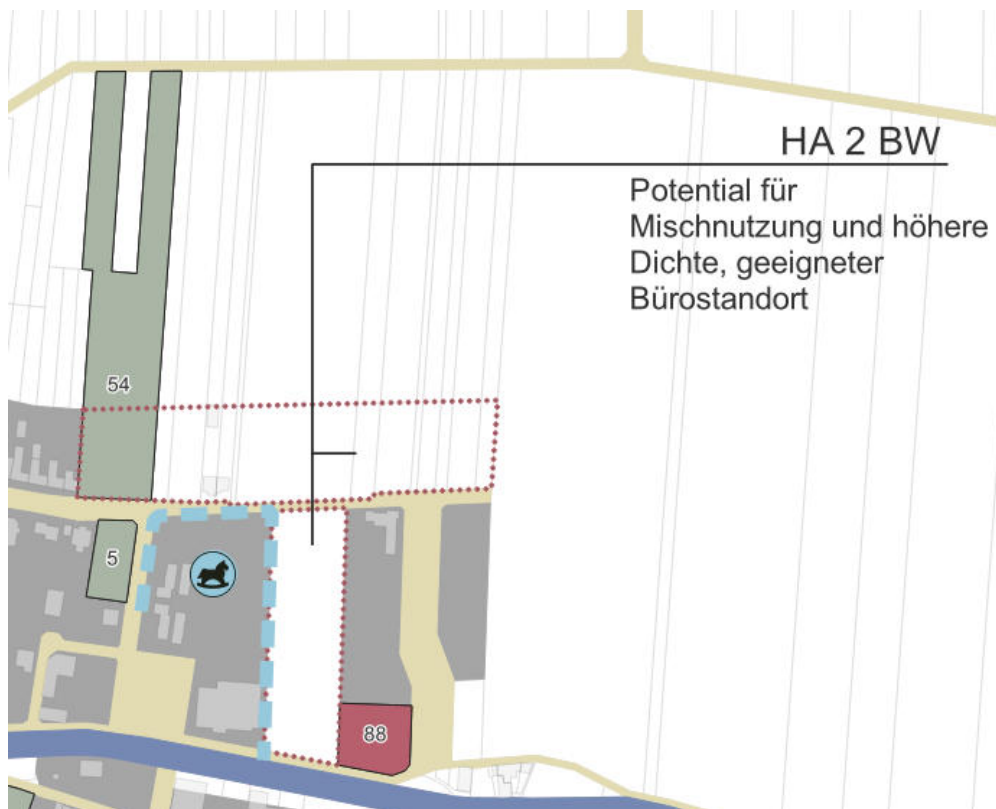 HA 2 BW
Potential für
Mischnutzung und höhere
Dichte, geeigneter
Bürostandort
54
5
88